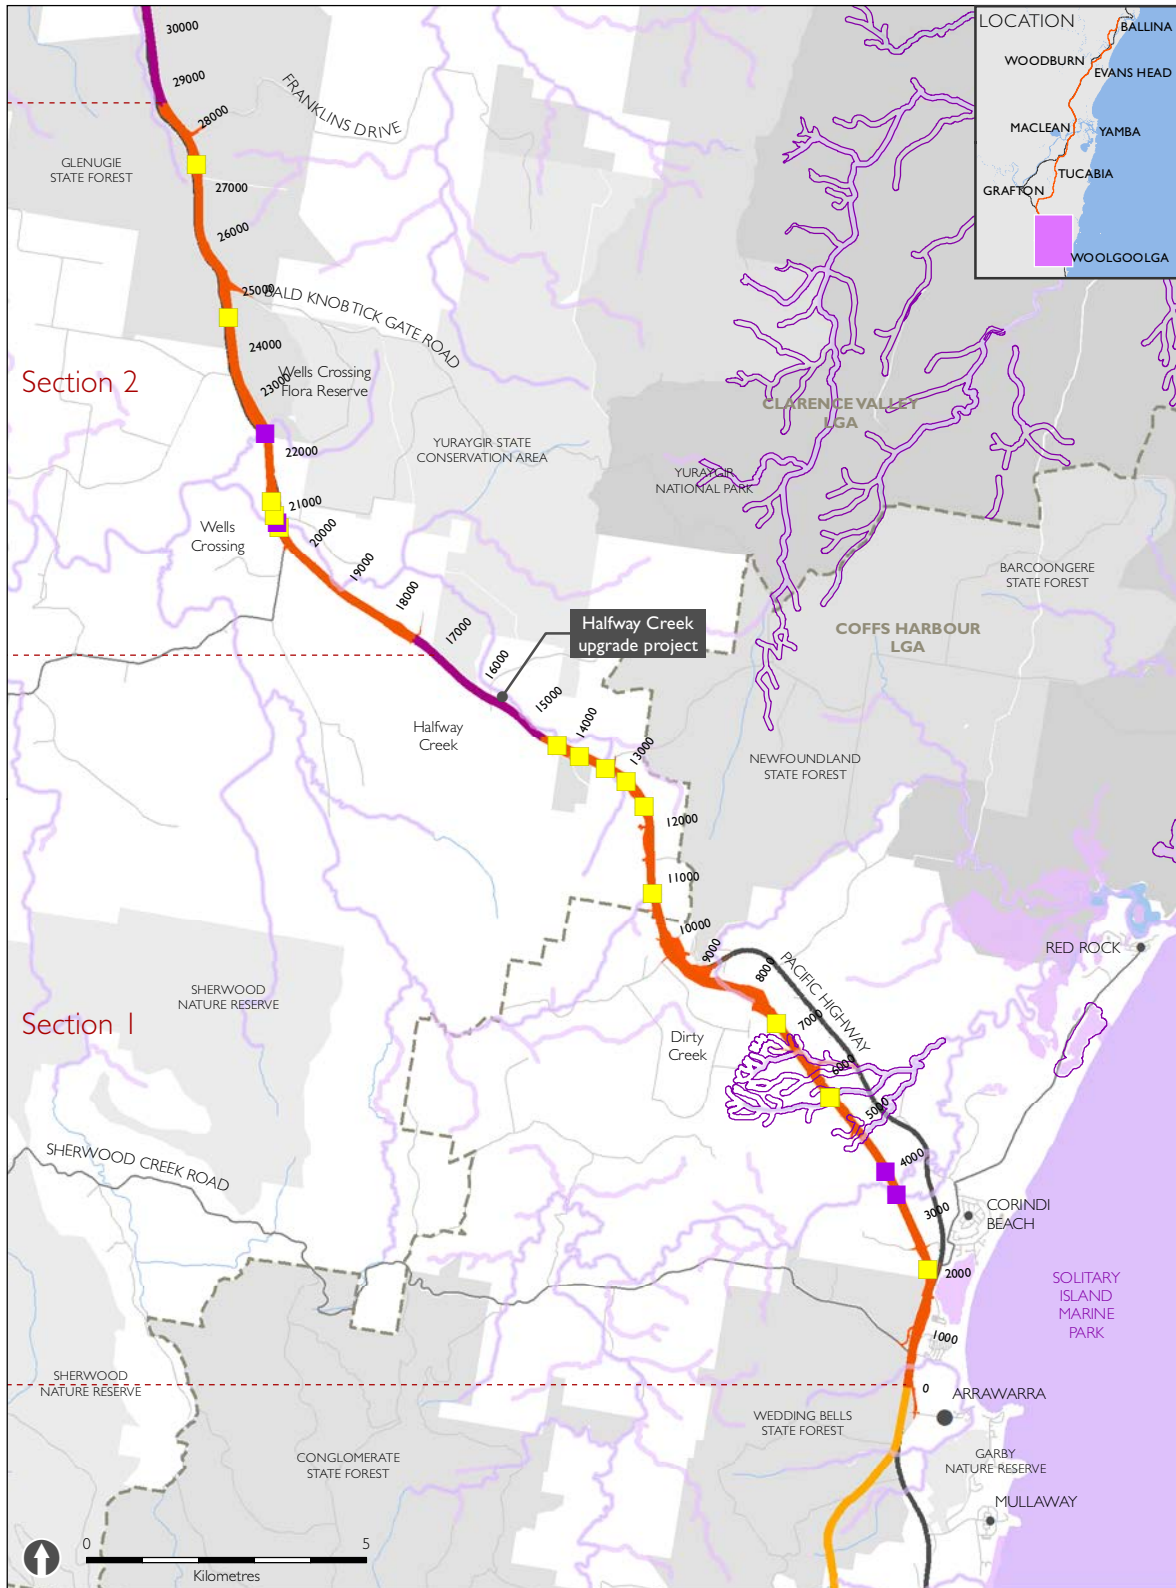 30000
29000
28000
FRANKLINS DRIVE
GLENUGIE
STATE FOREST
27000
26000
25000
BALD KNOB TICK GATE ROAD
24000
23000
Wells Crossing
Flora Reserve
Section 2
22000
YURAYGIR STATE
CONSERVATION AREA
21000
20000
Wells
Crossing
19000
18000
17000
16000
15000
14000
13000
12000
11000
10000
9000
8000
7000
6000
5000
4000
3000
2000
1000
0
Halfway Creek
upgrade project
Halfway
Creek
CLARENCE VALLEY
LGA
YURAYGIR
NATIONAL PARK
BARCOONGERE
STATE FOREST
COFFS HARBOUR
LGA
NEWFOUNDLAND
STATE FOREST
RED ROCK
PACIFIC HIGHWAY
SHERWOOD
NATURE RESERVE
Section 1
Dirty
Creek
SHERWOOD CREEK ROAD
CORINDI
BEACH
SOLITARY
ISLAND
MARINE
PARK
SHERWOOD
NATURE RESERVE
ARRAWARRA
WEDDING BELLS
STATE FOREST
CONGLOMERATE
STATE FOREST
GARBY
NATURE RESERVE
MULLAWAY
0
5
Kilometres
LOCATION
BALLINA
WOODBURN
EVANS HEAD
MACLEAN
YAMBA
TUCABIA
GRAFTON
WOOLGOOLGA